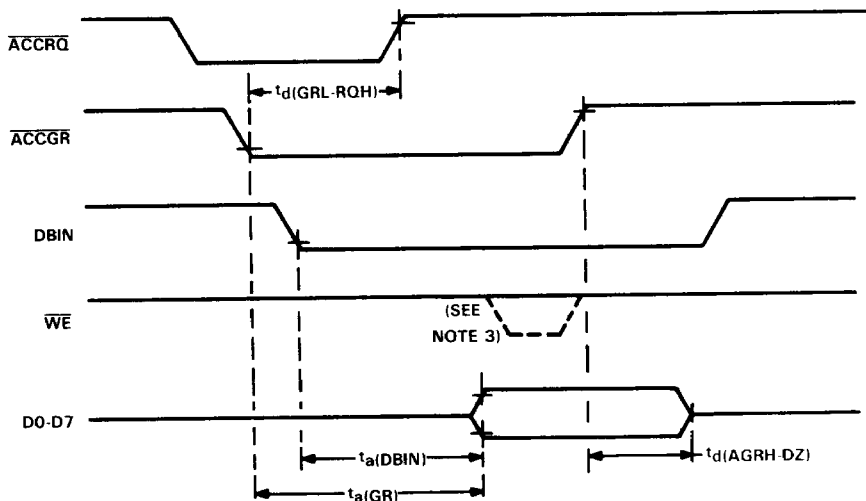 ACCRQ
td(GRL-RQH)
ACCGR
DBIN
WE
(SEE
NOTE 3)
D0-D7
ta(DBIN)
td(AGRH-DZ)
ta(GR)